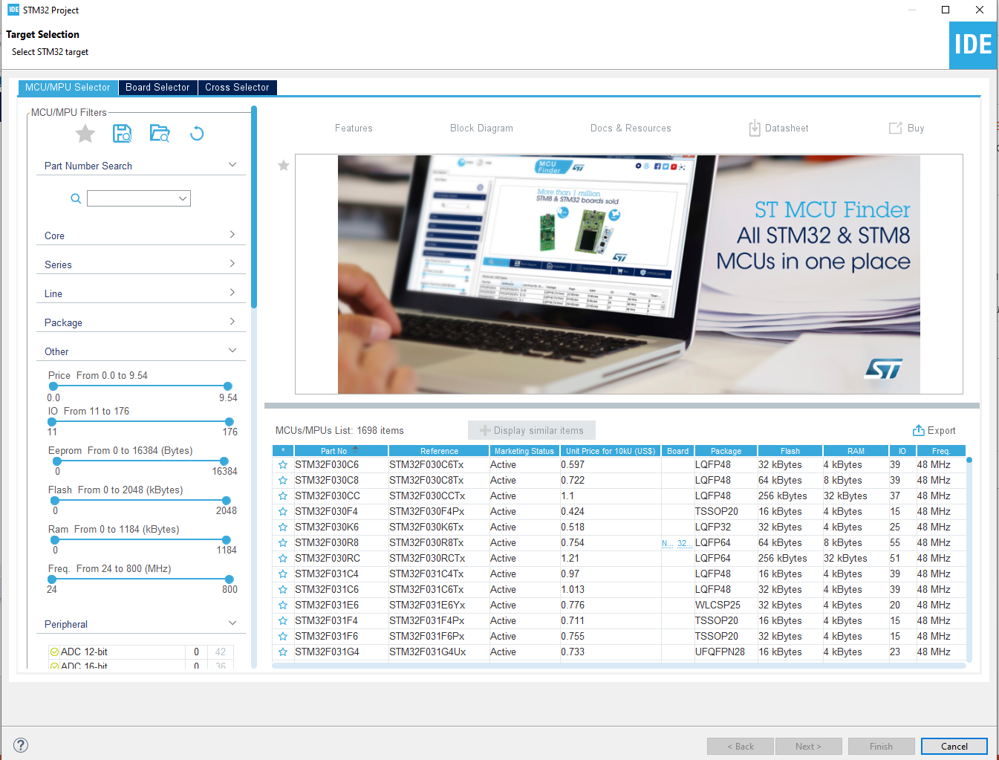 IDE STM32 Project
Target Selection
Select STM32 target
IDE
MCU/MPU Selector Board Selector Cross Selector
MCU/MPU Filters
Part Number Search
Core
Series
Line
Package
Other
Price From 0.0 to 9.54
0.0 9.54
IO From 11 to 176
11 176
Eeprom From 0 to 16384 (Bytes)
0 16384
Flash From 0 to 2048 (kBytes)
0 2048
Ram From 0 to 1184 (kBytes)
0 1184
Freq. From 24 to 800 (MHz)
24 800
Peripheral
ADC 12-bit 0 42
ADC 16-bit 0 36
Features Block Diagram Docs & Resources Datasheet Buy
MCU
Finder
More than 1 million
STM8 & STM32 boards sold
ST MCU Finder
All STM32 & STM8
MCUs in one place
ST
MCUs/MPUs List: 1698 items Display similar items Export
* Part No Reference Marketing Status Unit Price for 10kU (US$) Board Package Flash RAM IO Freq.
STM32F030C6 STM32F030C6Tx Active 0.597 LQFP48 32 kBytes 4 kBytes 39 48 MHz
STM32F030C8 STM32F030C8Tx Active 0.722 LQFP48 64 kBytes 8 kBytes 39 48 MHz
STM32F030CC STM32F030CCTx Active 1.1 LQFP48 256 kBytes 32 kBytes 37 48 MHz
STM32F030F4 STM32F030F4Px Active 0.424 TSSOP20 16 kBytes 4 kBytes 15 48 MHz
STM32F030K6 STM32F030K6Tx Active 0.518 LQFP32 32 kBytes 4 kBytes 25 48 MHz
STM32F030R8 STM32F030R8Tx Active 0.754 N... 32... LQFP64 64 kBytes 8 kBytes 55 48 MHz
STM32F030RC STM32F030RCTx Active 1.21 LQFP64 256 kBytes 32 kBytes 51 48 MHz
STM32F031C4 STM32F031C4Tx Active 0.97 LQFP48 16 kBytes 4 kBytes 39 48 MHz
STM32F031C6 STM32F031C6Tx Active 1.013 LQFP48 32 kBytes 4 kBytes 39 48 MHz
STM32F031E6 STM32F031E6Yx Active 0.776 WLCSP25 32 kBytes 4 kBytes 20 48 MHz
STM32F031F4 STM32F031F4Px Active 0.711 TSSOP20 16 kBytes 4 kBytes 15 48 MHz
STM32F031F6 STM32F031F6Px Active 0.755 TSSOP20 32 kBytes 4 kBytes 15 48 MHz
STM32F031G4 STM32F031G4Ux Active 0.733 UFQFPN28 16 kBytes 4 kBytes 23 48 MHz
? < Back Next > Finish Cancel